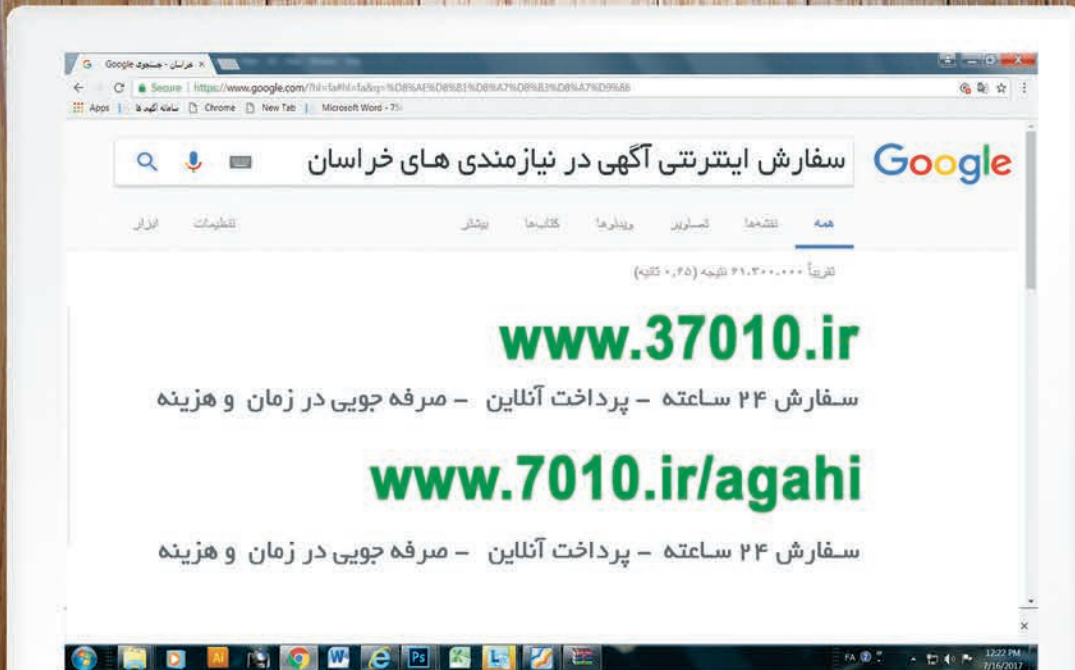 خراسان - جستجوی Google
Secure | https://www.google.com/?hl=fa#hl=fa&q=%D8%AE%D8%B1%D8%A7%D8%B3%D8%A7%D9%86
Apps سامانه آگهی ها Chrome New Tab Microsoft Word - 75
Google سفارش اینترنتی آگهی در نیازمندی های خراسان
همه نقشه‌ها تصاویر ویدئوها کتاب‌ها بیشتر تنظیمات ابزار
تقریباً ۶۱,۳۰۰,۰۰۰ نتیجه (۰,۴۵ ثانیه)
www.37010.ir
سفارش ۲۴ ساعته - پرداخت آنلاین - صرفه جویی در زمان و هزینه
www.7010.ir/agahi
سفارش ۲۴ ساعته - پرداخت آنلاین - صرفه جویی در زمان و هزینه
FA 12:22 PM
7/16/2017